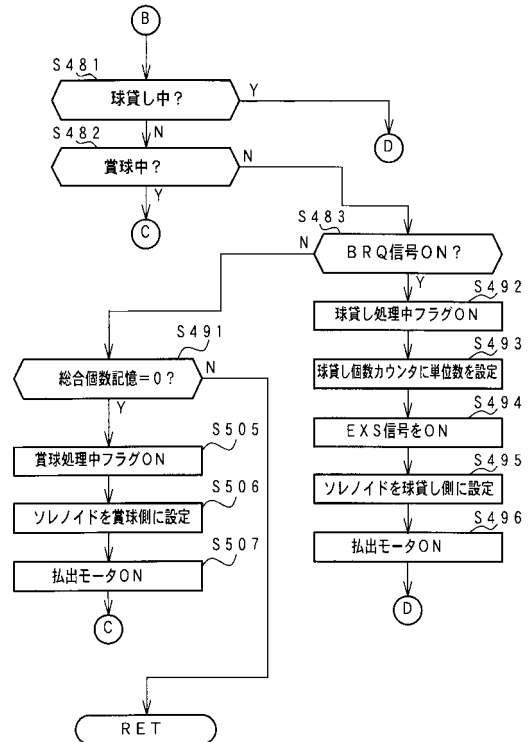 B
S481
球貸し中？
Y
N
D
S482
賞球中？
N
Y
C
S483
N
BRQ信号ON？
Y
S492
球貸し処理中フラグON
S493
球貸し個数カウンタに単位数を設定
S494
EXS信号をON
S495
ソレノイドを球貸し側に設定
S496
払出モータON
D
S491
総合個数記憶＝0？
N
Y
S505
賞球処理中フラグON
S506
ソレノイドを賞球側に設定
S507
払出モータON
C
RET